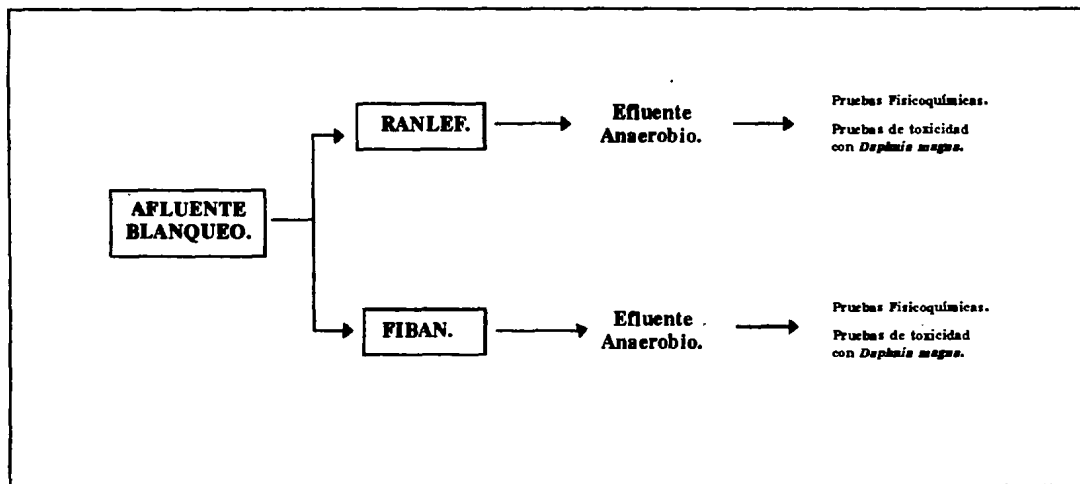 RANLEF.
Efluente
Anaerobio.
Pruebas Fisicoquímicas.
Pruebas de toxicidad
con Daphnia magna.
AFLUENTE
BLANQUEO.
FIBAN.
Efluente
Anaerobio.
Pruebas Fisicoquímicas.
Pruebas de toxicidad
con Daphnia magna.